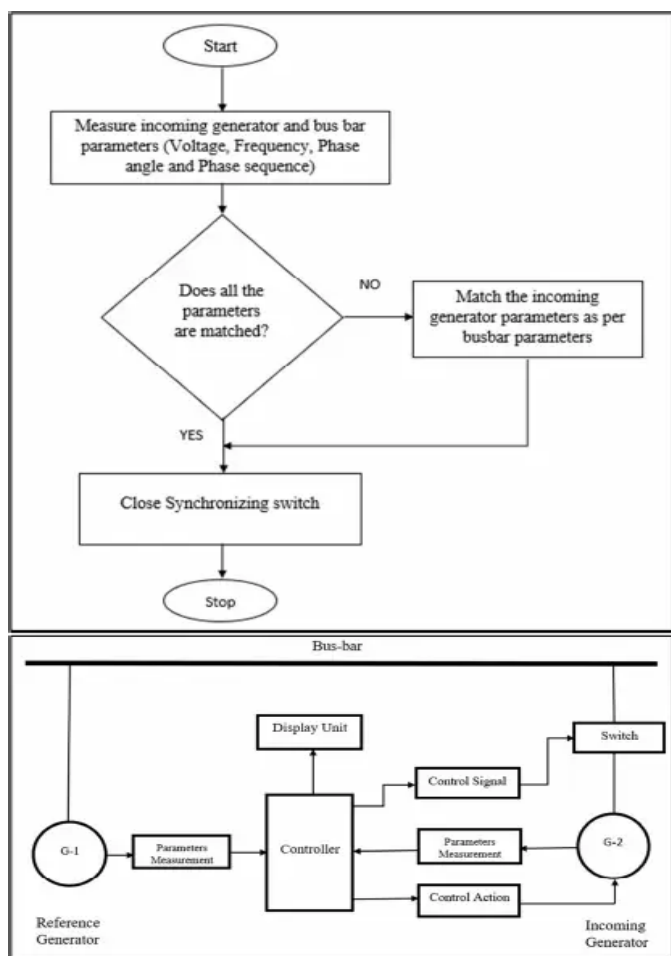 Start
Measure incoming generator and bus bar
parameters (Voltage, Frequency, Phase
angle and Phase sequence)
Does all the
parameters
are matched?
NO
Match the incoming
generator parameters as per
busbar parameters
YES
Close Synchronizing switch
Stop
Bus-bar
Display Unit
Switch
Control Signal
G-1
Parameters
Measurement
Controller
Parameters
Measurement
G-2
Control Action
Reference
Generator
Incoming
Generator